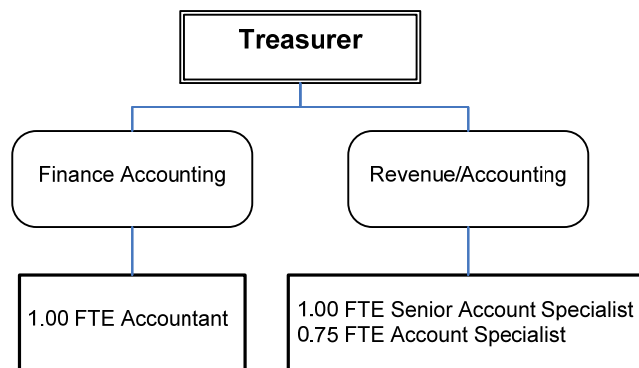 Treasurer
Finance Accounting
Revenue/Accounting
1.00 FTE Accountant
1.00 FTE Senior Account Specialist
0.75 FTE Account Specialist